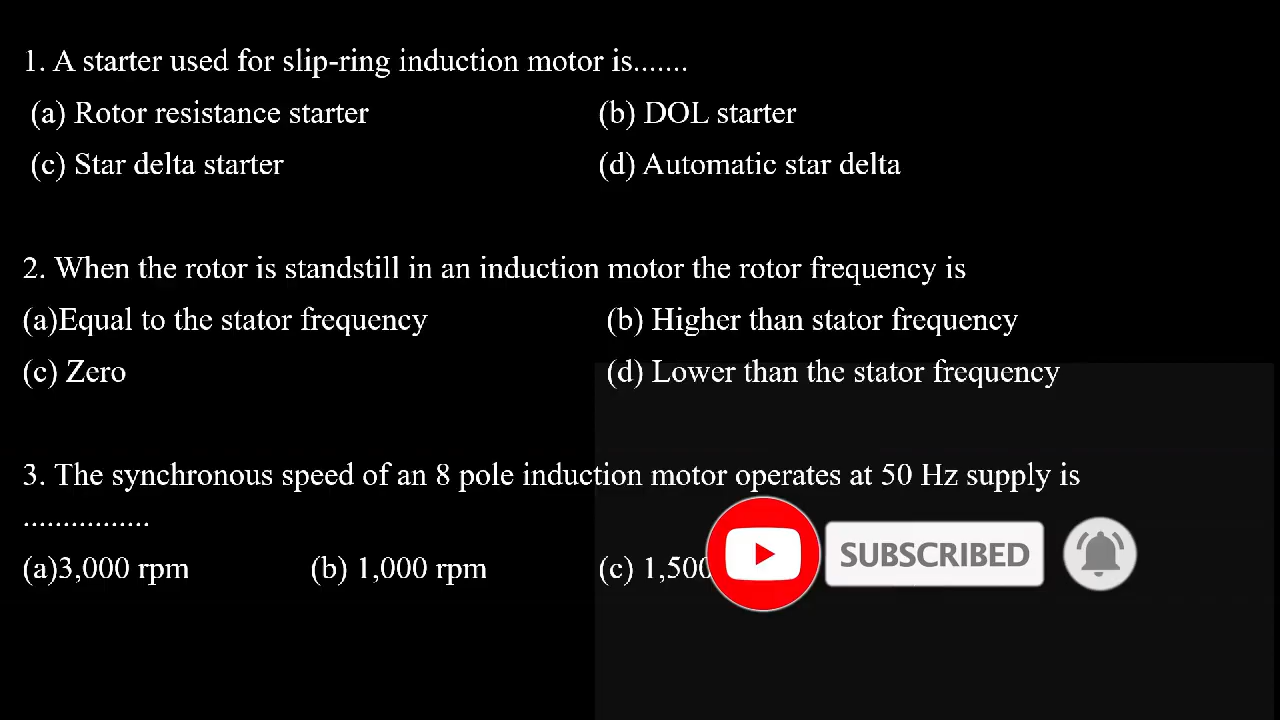 1. A starter used for slip-ring induction motor is.......
(a) Rotor resistance starter (b) DOL starter
(c) Star delta starter (d) Automatic star delta
2. When the rotor is standstill in an induction motor the rotor frequency is
(a)Equal to the stator frequency (b) Higher than stator frequency
(c) Zero (d) Lower than the stator frequency
3. The synchronous speed of an 8 pole induction motor operates at 50 Hz supply is
................
(a)3,000 rpm (b) 1,000 rpm (c) 1,500
SUBSCRIBED